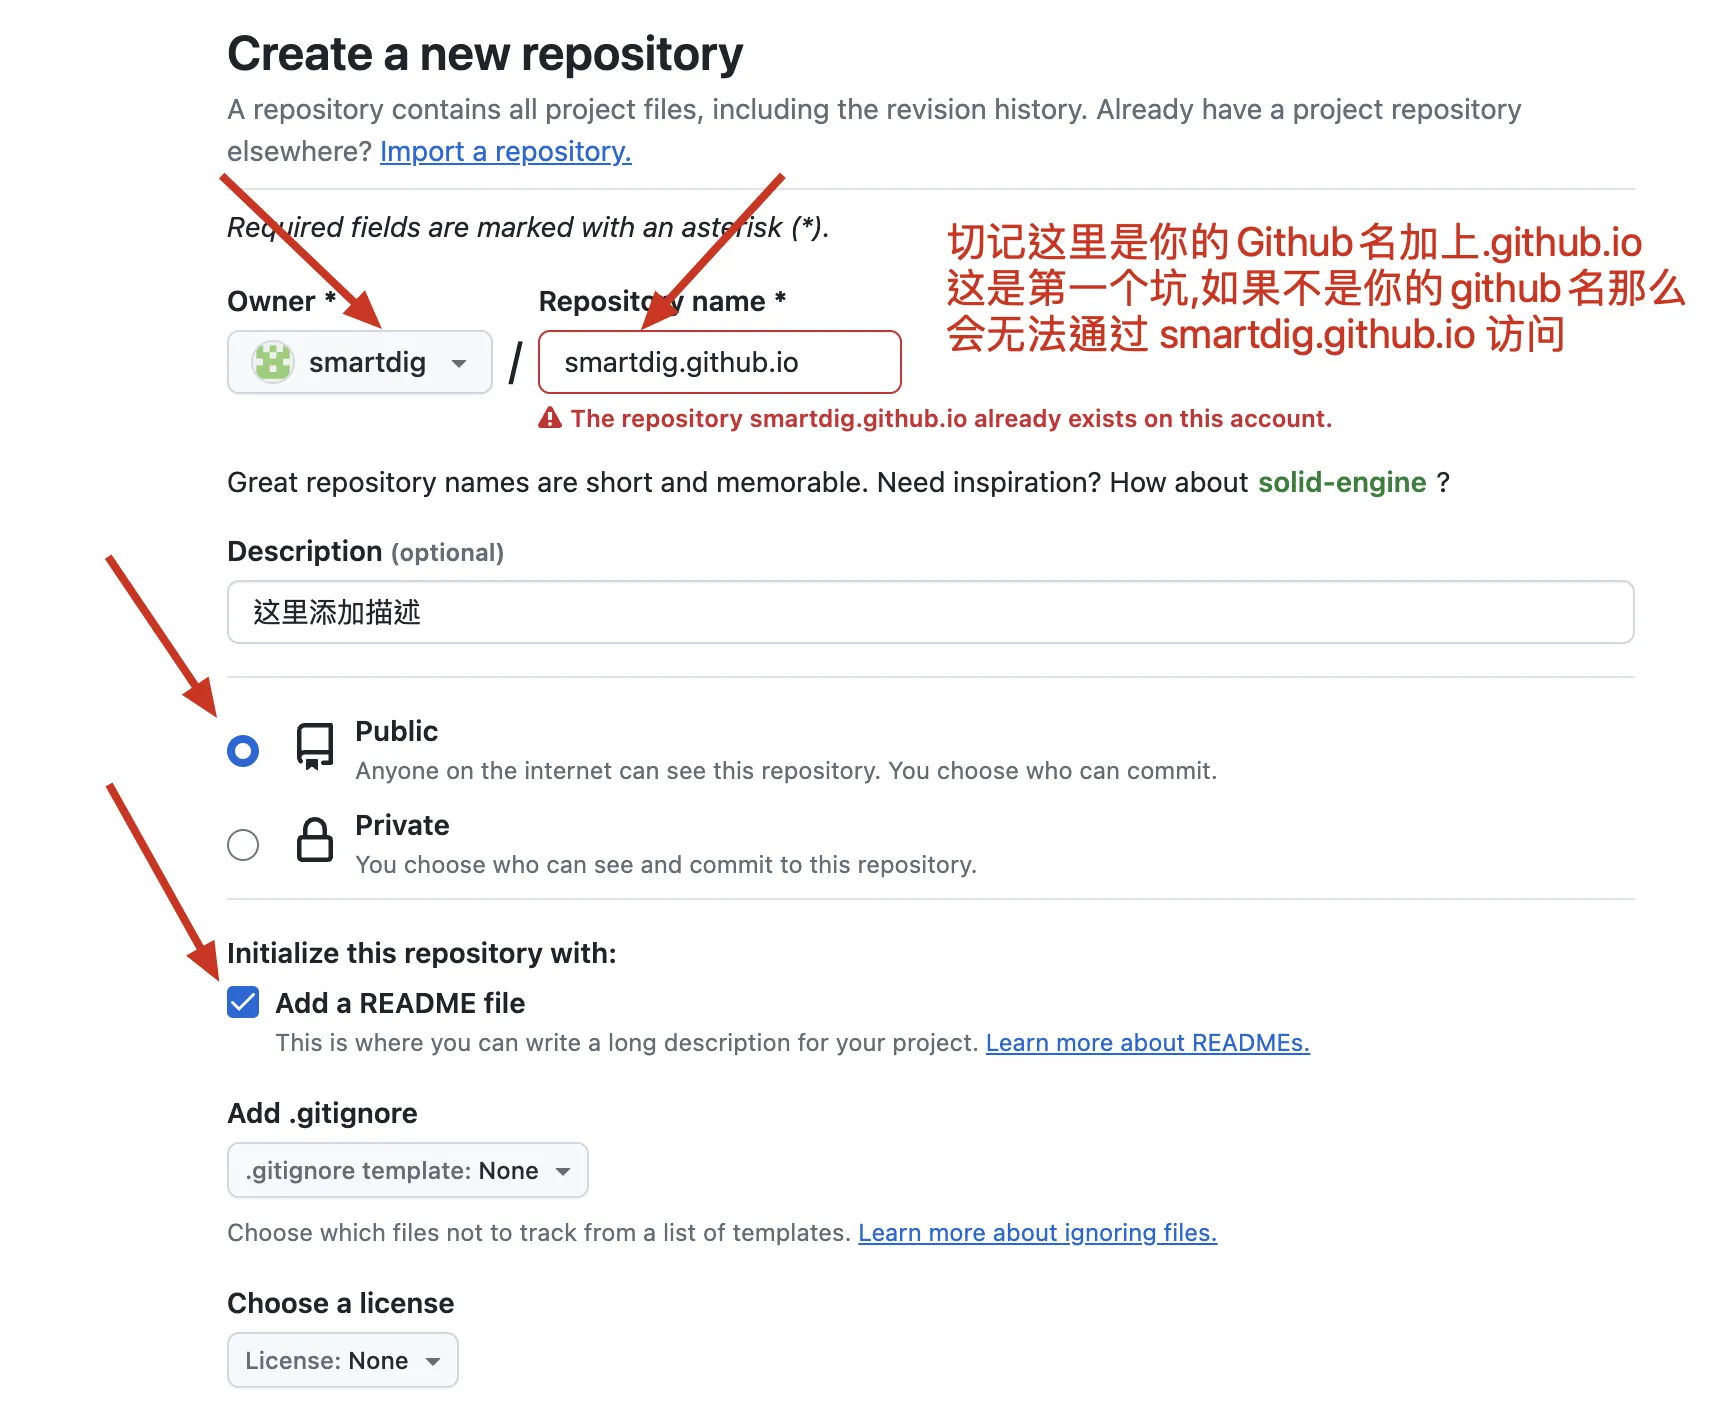 Create a new repository
A repository contains all project files, including the revision history. Already have a project repository
elsewhere? Import a repository.
Required fields are marked with an asterisk (*).
切记这里是你的Github名加上.github.io
这是第一个坑,如果不是你的github名那么
会无法通过 smartdig.github.io 访问
Owner *
Repository name *
smartdig
/
smartdig.github.io
The repository smartdig.github.io already exists on this account.
Great repository names are short and memorable. Need inspiration? How about solid-engine ?
Description (optional)
这里添加描述
Public
Anyone on the internet can see this repository. You choose who can commit.
Private
You choose who can see and commit to this repository.
Initialize this repository with:
Add a README file
This is where you can write a long description for your project. Learn more about READMEs.
Add .gitignore
.gitignore template: None
Choose which files not to track from a list of templates. Learn more about ignoring files.
Choose a license
License: None